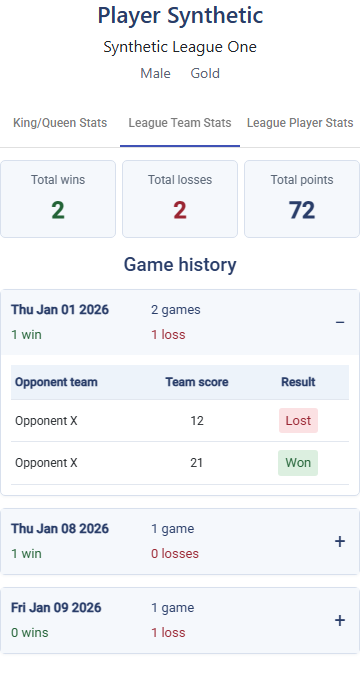 Player Synthetic
Synthetic League One
Male Gold
King/Queen Stats League Team Stats League Player Stats
Total wins Total losses Total points
2 2 72
Game history
Thu Jan 01 2026 2 games
1 win 1 loss
−
Opponent team Team score Result
Opponent X 12 Lost
Opponent X 21 Won
Thu Jan 08 2026 1 game
1 win 0 losses
+
Fri Jan 09 2026 1 game
0 wins 1 loss
+